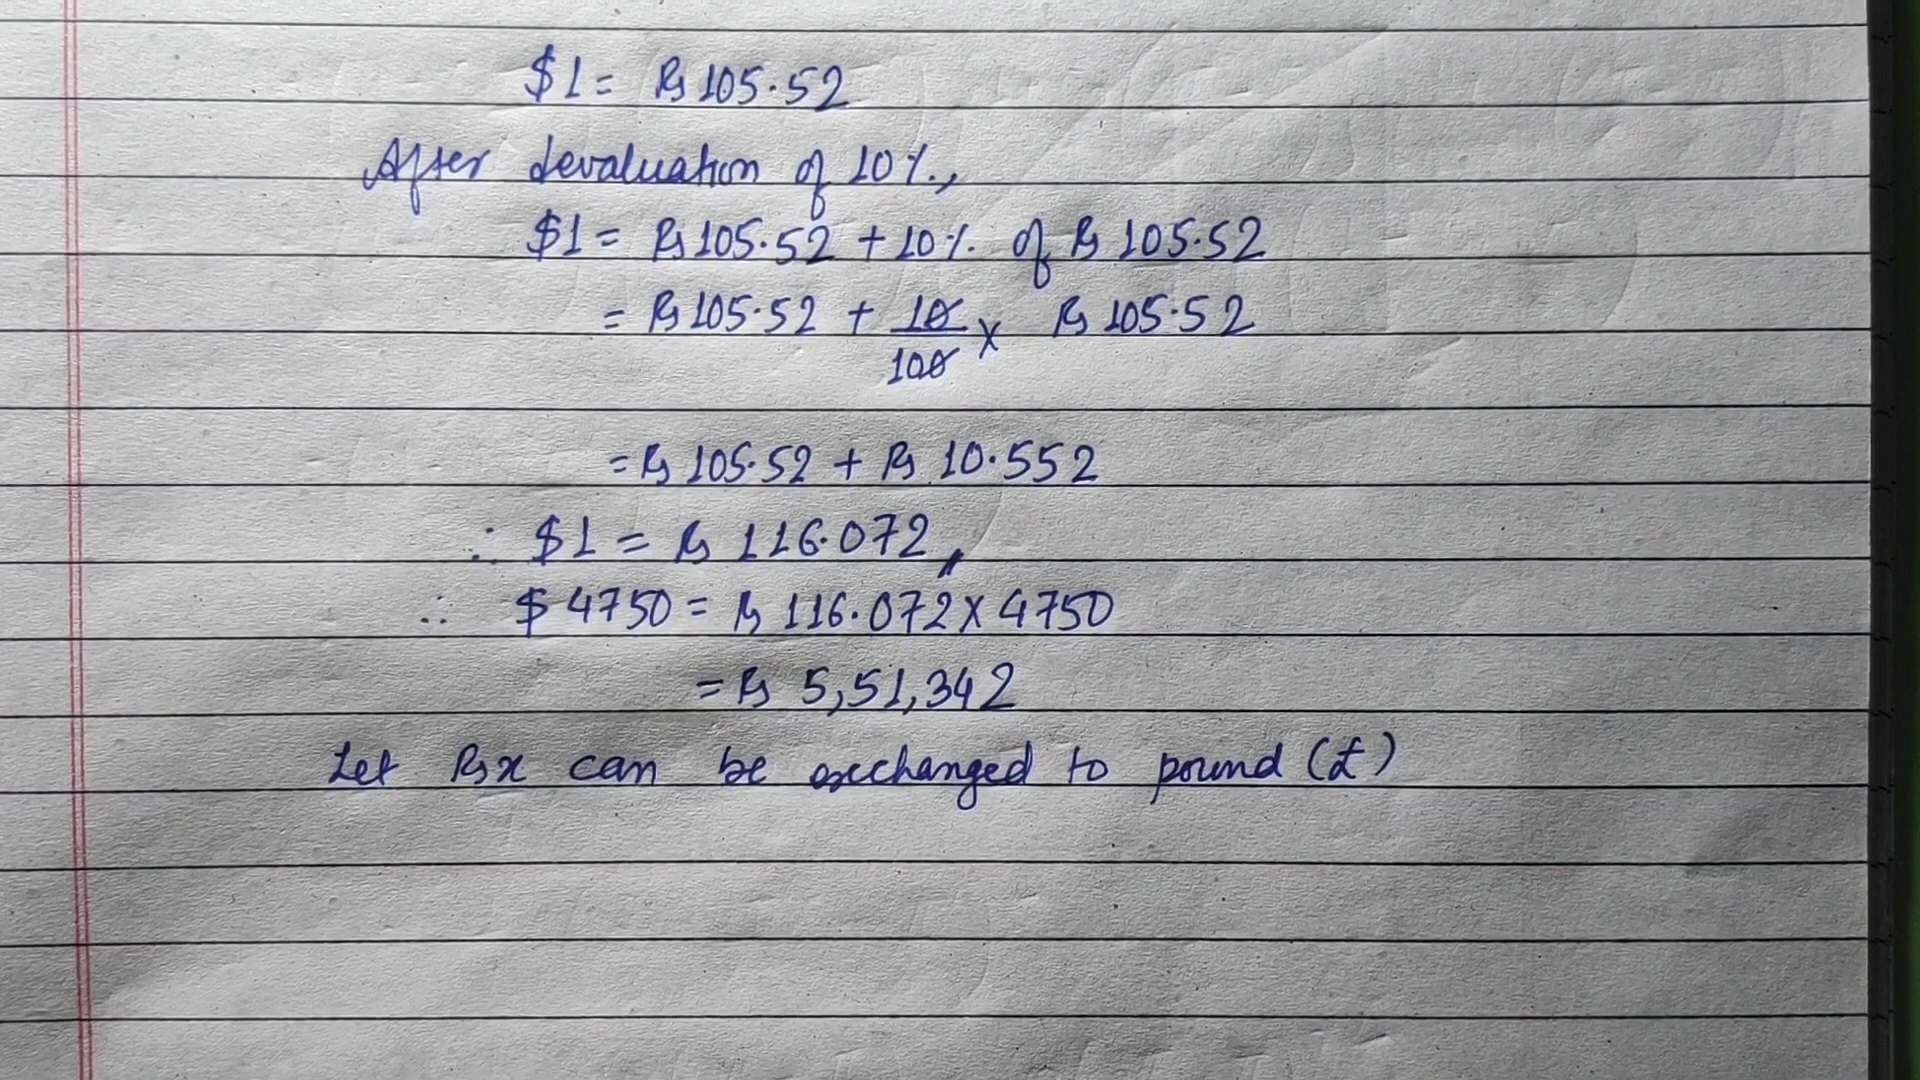 $1 = Rs 105.52
After devaluation of 10%,
$1 = Rs 105.52 + 10% of Rs 105.52
= Rs 105.52 + 10/100 × Rs 105.52
= Rs 105.52 + Rs 10.552
∴ $1 = Rs 116.072,,
∴ $4750 = Rs 116.072 × 4750
= Rs 5,51,342
Let Rs x can be exchanged to pound (£)